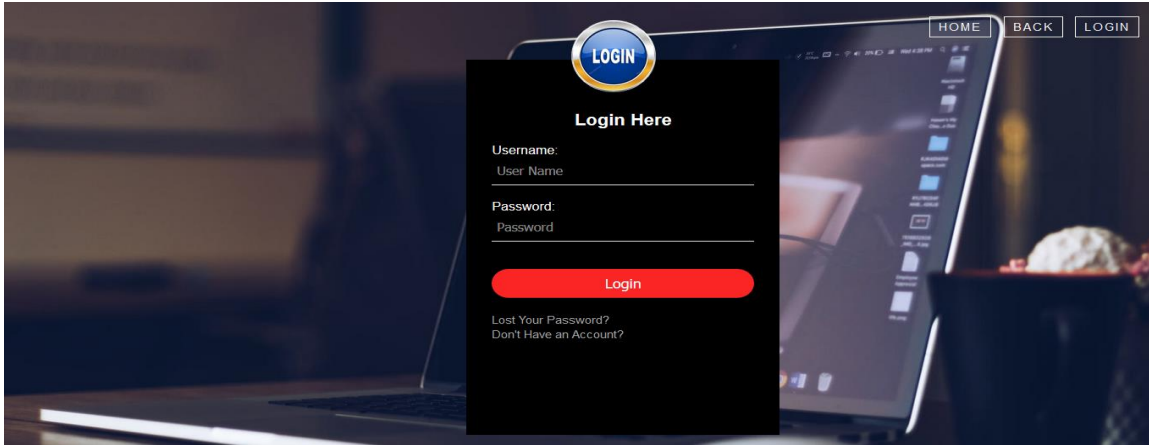 HOME BACK LOGIN
LOGIN
Login Here
Username:
User Name
Password:
Password
Login
Lost Your Password?
Don't Have an Account?